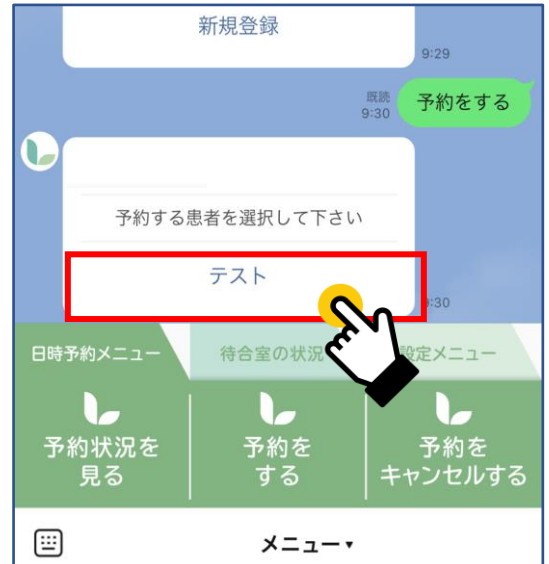 新規登録
9:29
既読
9:30
予約をする
予約する患者を選択して下さい
テスト
:30
日時予約メニュー
待合室の状況
設定メニュー
予約状況を
見る
予約を
する
予約を
キャンセルする
メニュー▼